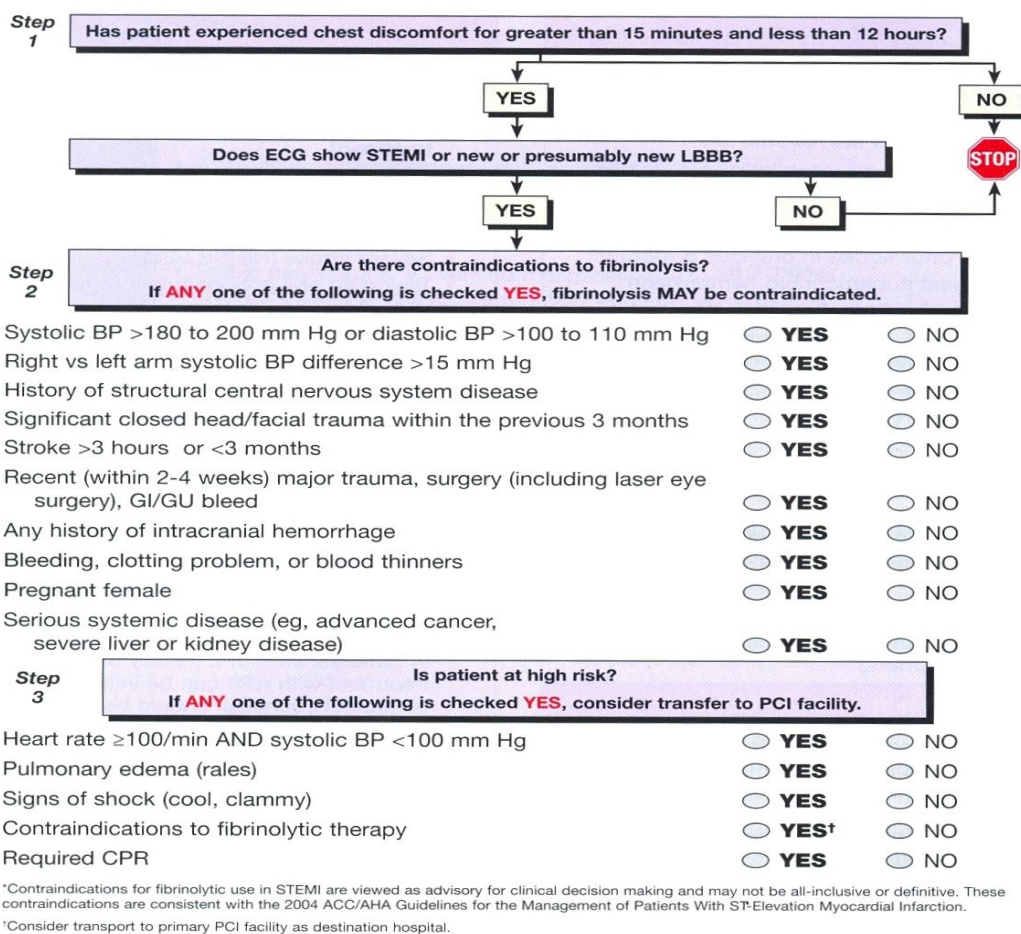 Step
1
Has patient experienced chest discomfort for greater than 15 minutes and less than 12 hours?
YES
NO
Does ECG show STEMI or new or presumably new LBBB?
STOP
YES
NO
Step
2
Are there contraindications to fibrinolysis?
If ANY one of the following is checked YES, fibrinolysis MAY be contraindicated.
Systolic BP >180 to 200 mm Hg or diastolic BP >100 to 110 mm Hg YES NO
Right vs left arm systolic BP difference >15 mm Hg YES NO
History of structural central nervous system disease YES NO
Significant closed head/facial trauma within the previous 3 months YES NO
Stroke >3 hours or <3 months YES NO
Recent (within 2-4 weeks) major trauma, surgery (including laser eye
surgery), GI/GU bleed YES NO
Any history of intracranial hemorrhage YES NO
Bleeding, clotting problem, or blood thinners YES NO
Pregnant female YES NO
Serious systemic disease (eg, advanced cancer,
severe liver or kidney disease) YES NO
Step
3
Is patient at high risk?
If ANY one of the following is checked YES, consider transfer to PCI facility.
Heart rate ≥100/min AND systolic BP <100 mm Hg YES NO
Pulmonary edema (rales) YES NO
Signs of shock (cool, clammy) YES NO
Contraindications to fibrinolytic therapy YES† NO
Required CPR YES NO
*Contraindications for fibrinolytic use in STEMI are viewed as advisory for clinical decision making and may not be all-inclusive or definitive. These
contraindications are consistent with the 2004 ACC/AHA Guidelines for the Management of Patients With ST-Elevation Myocardial Infarction.
†Consider transport to primary PCI facility as destination hospital.